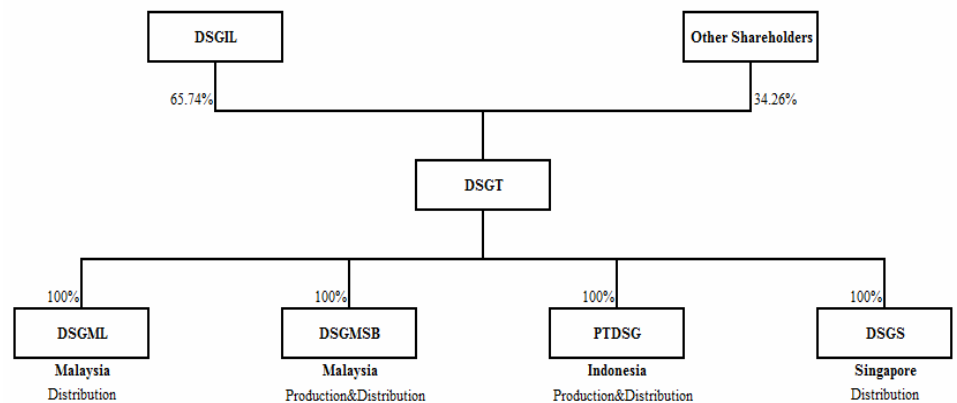 DSGIL
Other Shareholders
65.74%
34.26%
DSGT
100%
100%
100%
100%
DSGML
DSGMSB
PTDSG
DSGS
Malaysia
Malaysia
Indonesia
Singapore
Distribution
Production&Distribution
Production&Distribution
Distribution